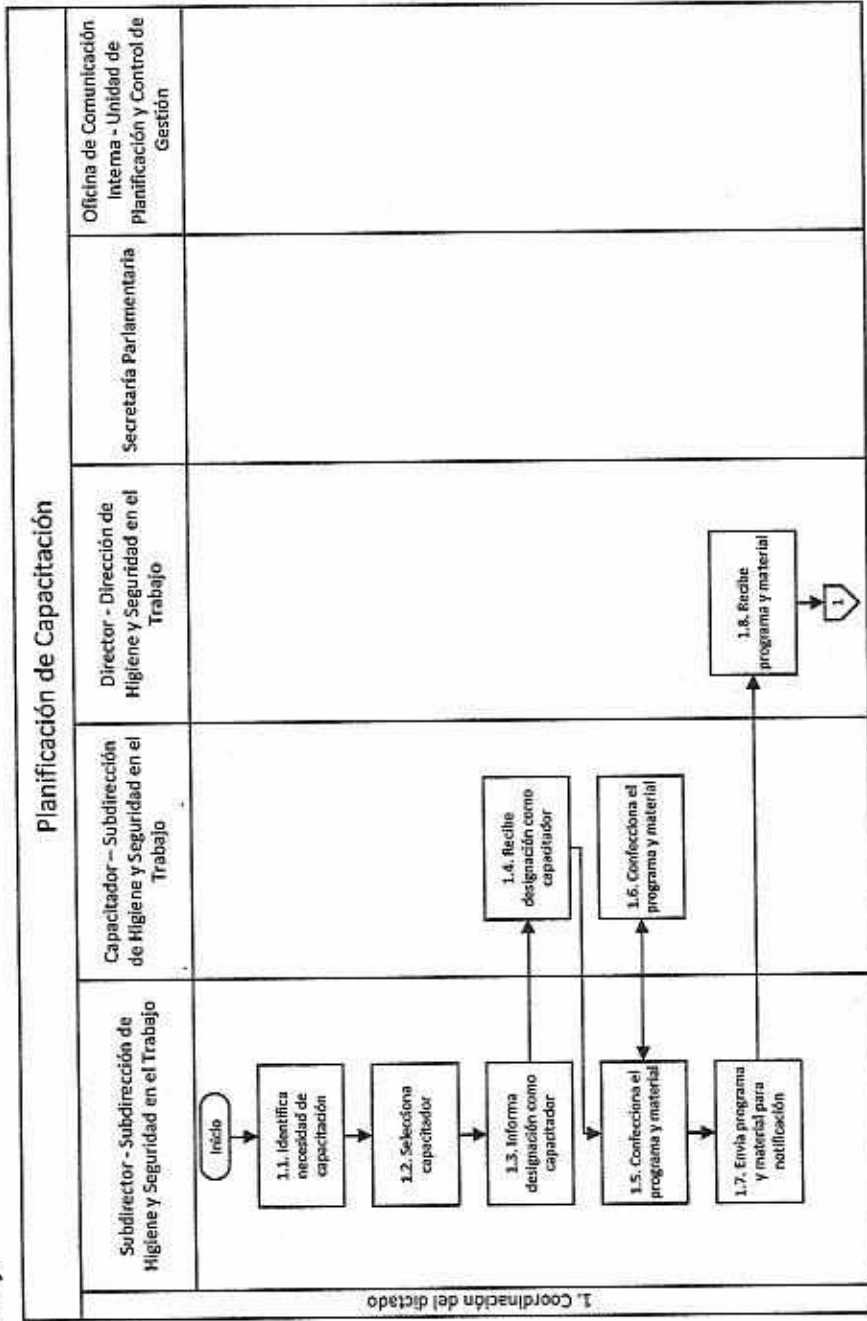 Planificación de Capacitación
Subdirector - Subdirección de
Higiene y Seguridad en el Trabajo
Capacitador – Subdirección
de Higiene y Seguridad en el
Trabajo
Director - Dirección de
Higiene y Seguridad en el
Trabajo
Secretaría Parlamentaria
Oficina de Comunicación
Interna - Unidad de
Planificación y Control de
Gestión
1. Coordinación del dictado
Inicio
1.1. Identifica
necesidad de
capacitación
1.2. Selecciona
capacitador
1.3. Informa
designación como
capacitador
1.4. Recibe
designación como
capacitador
1.5. Confecciona el
programa y material
1.6. Confecciona el
programa y material
1.7. Envía programa
y material para
notificación
1.8. Recibe
programa y material
1